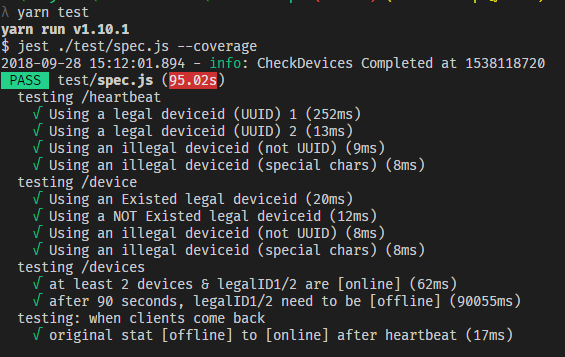 λ yarn test
yarn run v1.10.1
$ jest ./test/spec.js --coverage
2018-09-28 15:12:01.894 - info: CheckDevices Completed at 1538118720
PASS test/spec.js (95.02s)
testing /heartbeat
√ Using a legal deviceid (UUID) 1 (252ms)
√ Using a legal deviceid (UUID) 2 (13ms)
√ Using an illegal deviceid (not UUID) (9ms)
√ Using an illegal deviceid (special chars) (8ms)
testing /device
√ Using an Existed legal deviceid (20ms)
√ Using a NOT Existed legal deviceid (12ms)
√ Using an illegal deviceid (not UUID) (8ms)
√ Using an illegal deviceid (special chars) (8ms)
testing /devices
√ at least 2 devices & legalID1/2 are [online] (62ms)
√ after 90 seconds, legalID1/2 need to be [offline] (90055ms)
testing: when clients come back
√ original stat [offline] to [online] after heartbeat (17ms)